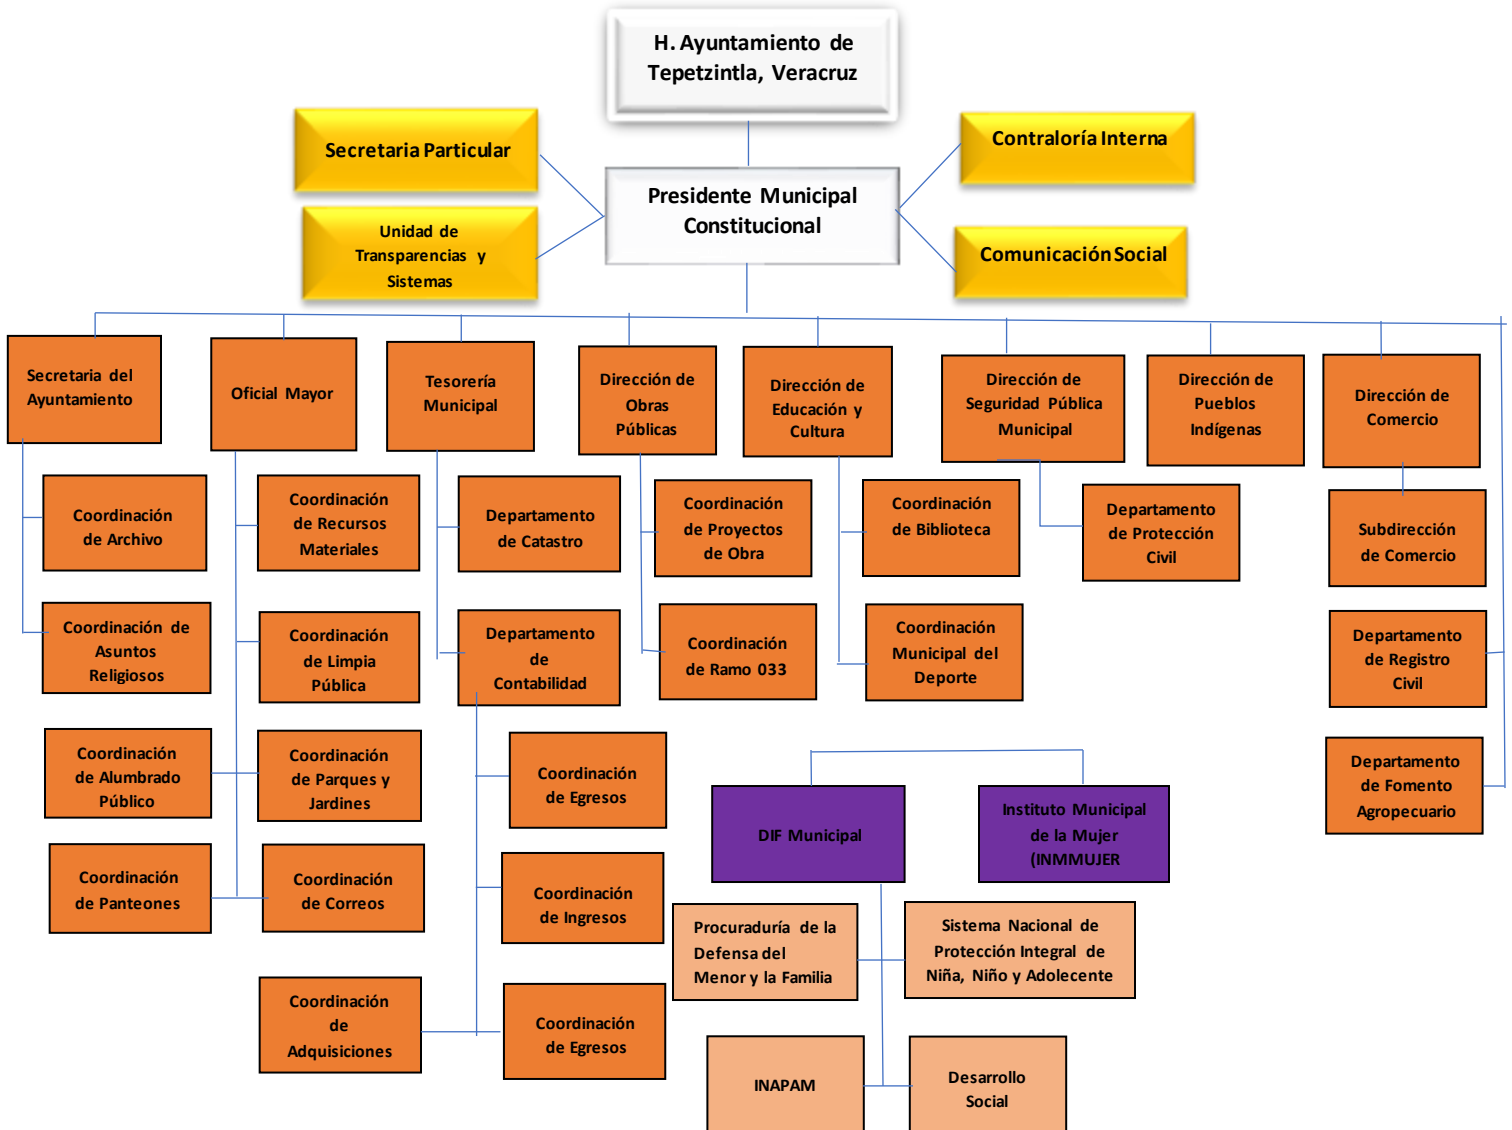 H. Ayuntamiento de
Tepetzintla, Veracruz
Secretaria Particular
Contraloría Interna
Presidente Municipal
Constitucional
Unidad de
Transparencias y
Sistemas
Comunicación Social
Secretaria del
Ayuntamiento
Oficial Mayor
Tesorería
Municipal
Dirección de
Obras
Públicas
Dirección de
Educación y
Cultura
Dirección de
Seguridad Pública
Municipal
Dirección de
Pueblos
Indígenas
Dirección de
Comercio
Coordinación
de Archivo
Coordinación
de Recursos
Materiales
Departamento
de Catastro
Coordinación
de Proyectos
de Obra
Coordinación
de Biblioteca
Departamento
de Protección
Civil
Subdirección
de Comercio
Coordinación de
Asuntos
Religiosos
Coordinación
de Limpia
Pública
Departamento
de
Contabilidad
Coordinación
de Ramo 033
Coordinación
Municipal del
Deporte
Departamento
de Registro
Civil
Coordinación
de Alumbrado
Público
Coordinación
de Parques y
Jardines
Coordinación
de Egresos
DIF Municipal
Instituto Municipal
de la Mujer
(INMMUJER
Departamento
de Fomento
Agropecuario
Coordinación
de Panteones
Coordinación
de Correos
Coordinación
de Ingresos
Procuraduría de la
Defensa del
Menor y la Familia
Sistema Nacional de
Protección Integral de
Niña, Niño y Adolecente
Coordinación
de
Adquisiciones
Coordinación
de Egresos
INAPAM
Desarrollo
Social